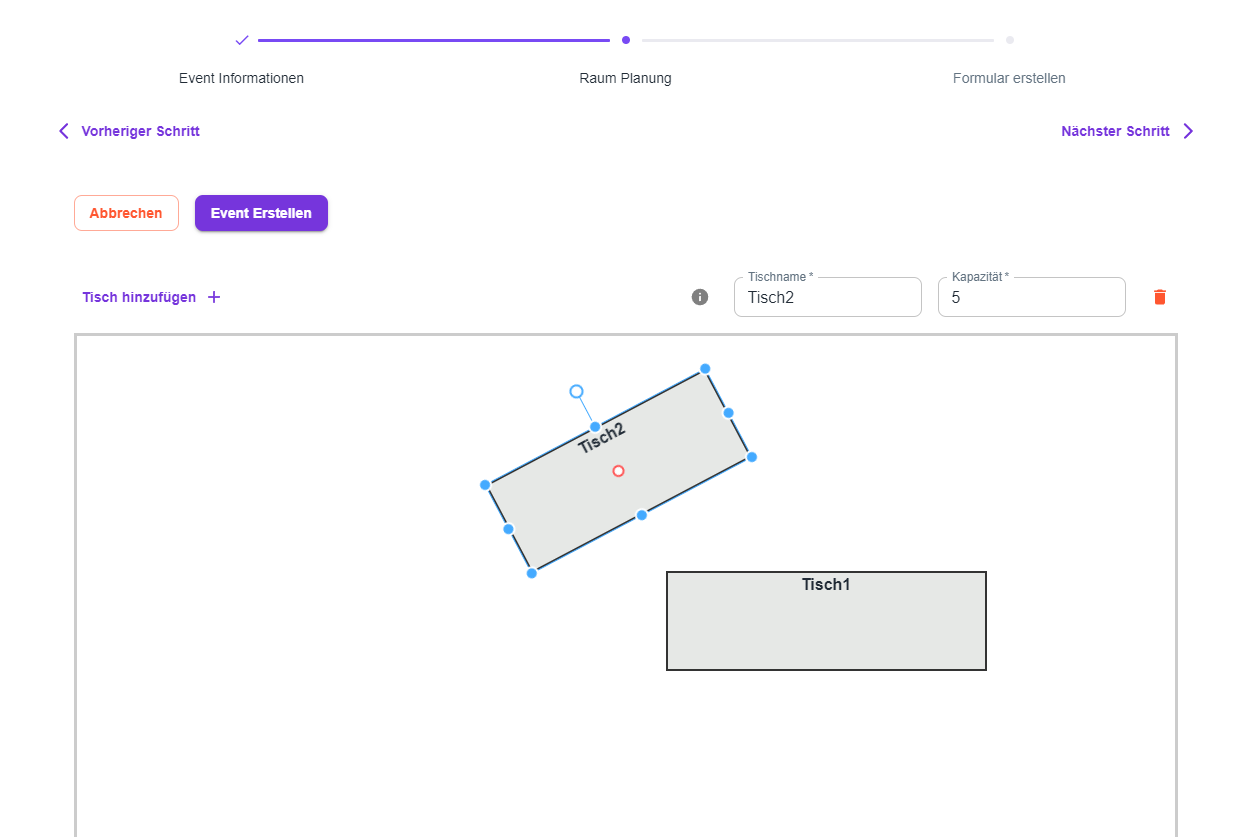 Event Informationen
Raum Planung
Formular erstellen
Vorheriger Schritt
Nächster Schritt
Abbrechen
Event Erstellen
Tisch hinzufügen
Tischname *
Tisch2
Kapazität *
5
Tisch2
Tisch1